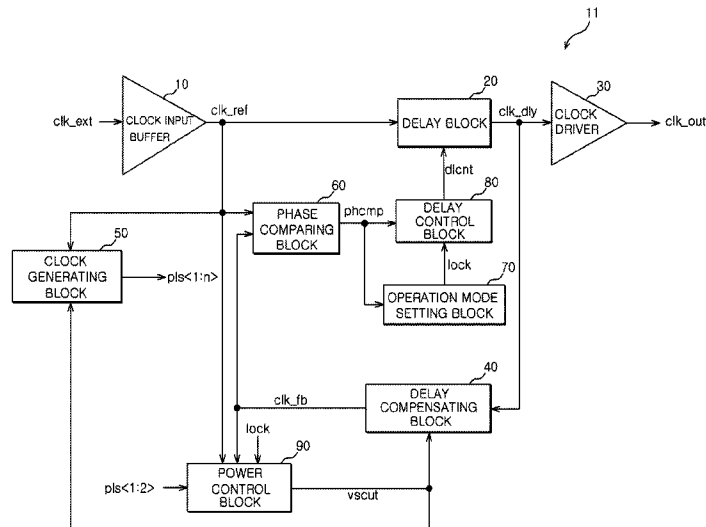 11
10
20
30
clk_ext
CLOCK INPUT
BUFFER
clk_ref
DELAY BLOCK
clk_dly
CLOCK
DRIVER
clk_out
dlcnt
60
80
PHASE
COMPARING
BLOCK
phcmp
DELAY
CONTROL
BLOCK
50
CLOCK
GENERATING
BLOCK
pls<1:n>
lock
70
OPERATION MODE
SETTING BLOCK
40
clk_fb
DELAY
COMPENSATING
BLOCK
lock
90
pls<1:2>
POWER
CONTROL
BLOCK
vscut